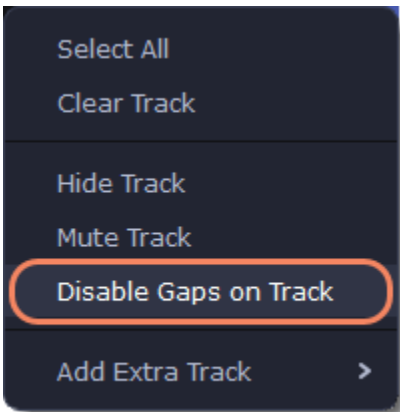 Select All
Clear Track
Hide Track
Mute Track
Disable Gaps on Track
Add Extra Track